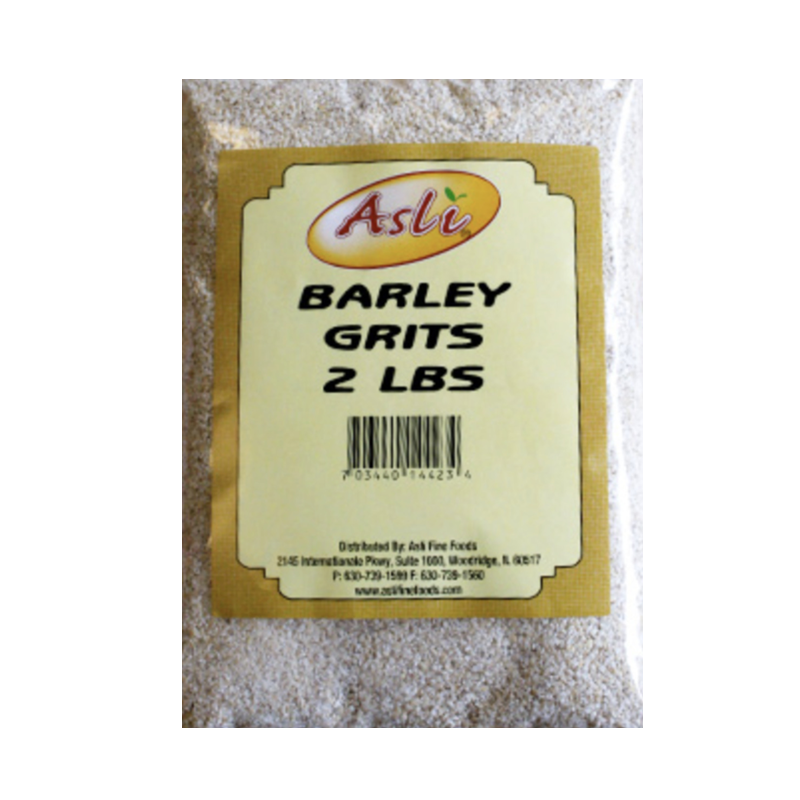 Asli
BARLEY
GRITS
2 LBS
7 03440 14423 4
Distributed By: Asli Fine Foods
2145 Internationale Pkwy, Suite 1000, Woodridge, IL 60517
P: 630-739-1599 F: 630-739-1560
www.aslifinefoods.com